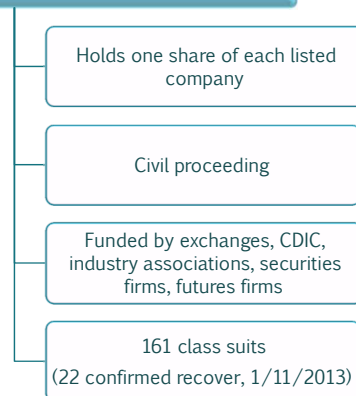 Holds one share of each listed
company
Civil proceeding
Funded by exchanges, CDIC,
industry associations, securities
firms, futures firms
161 class suits
(22 confirmed recover, 1/11/2013)